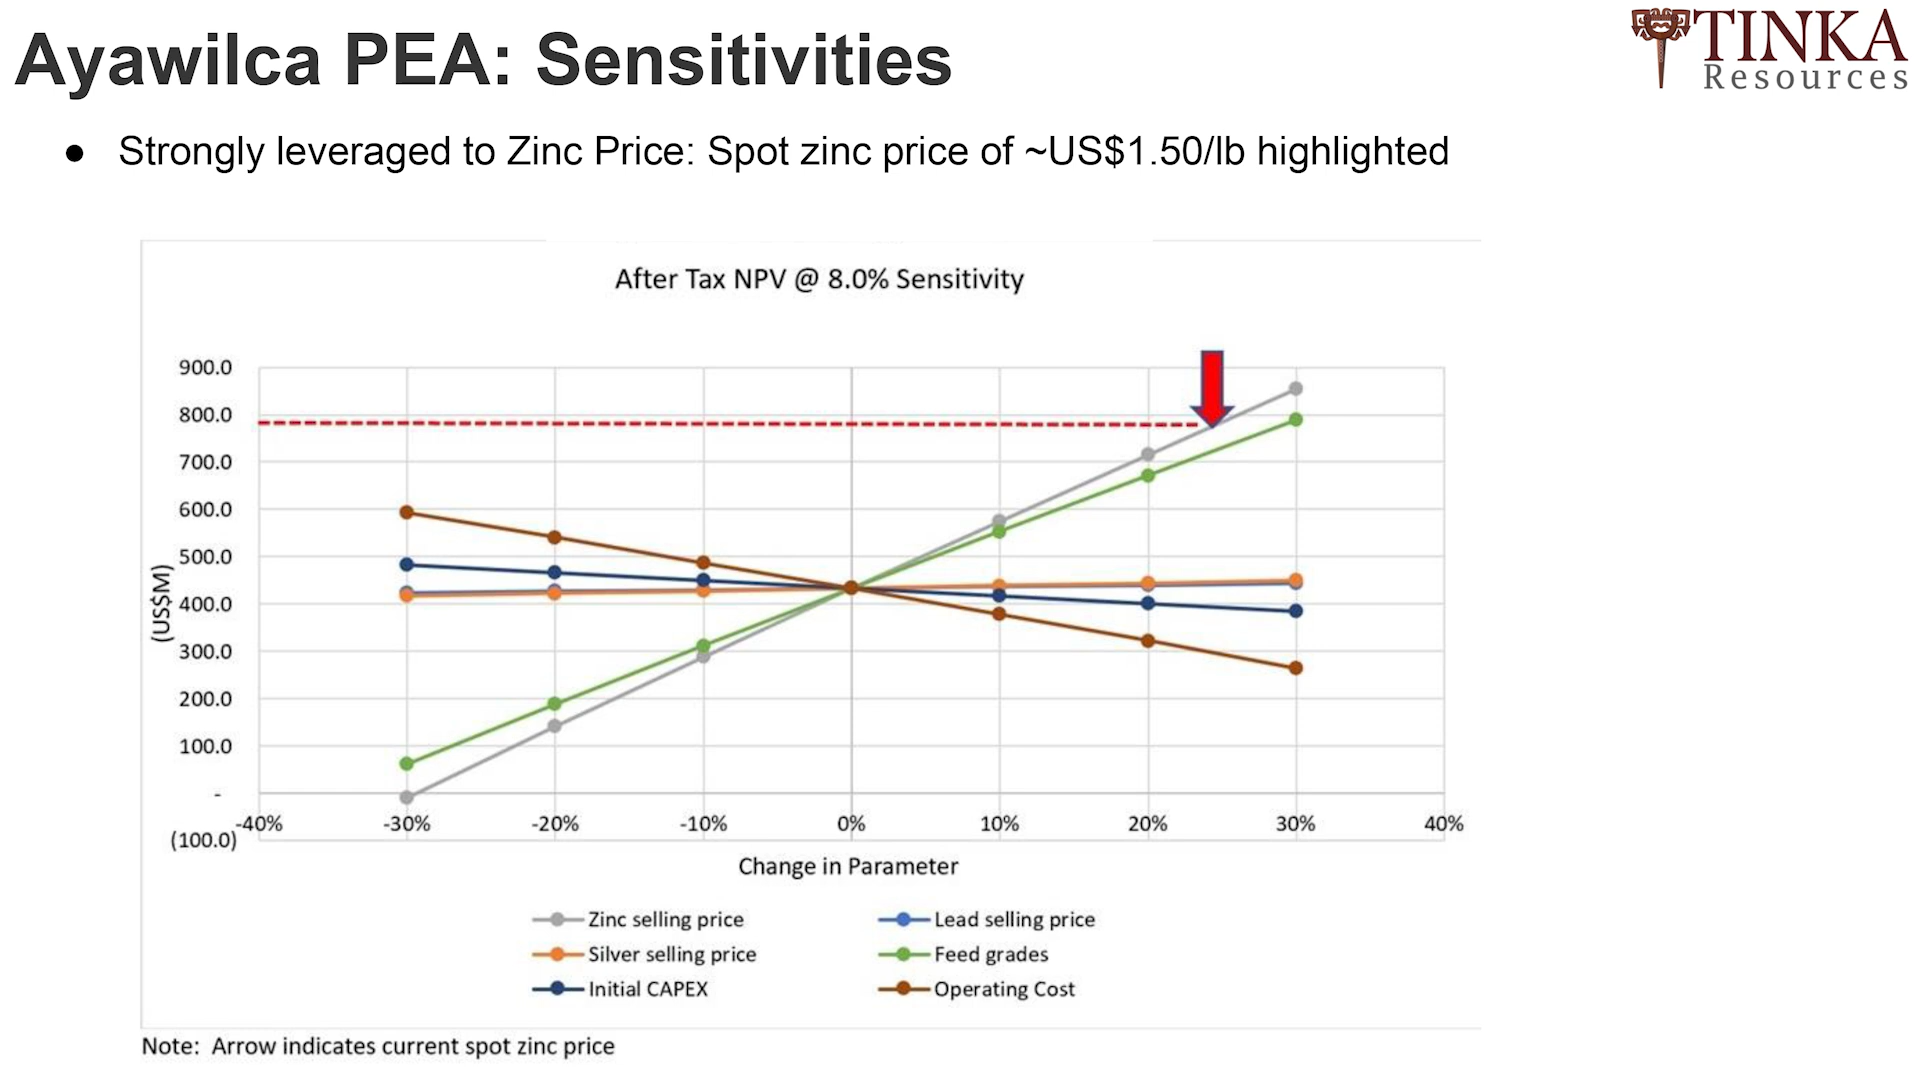 Ayawilca PEA: Sensitivities
TINKA
Resources
● Strongly leveraged to Zinc Price: Spot zinc price of ~US$1.50/lb highlighted
After Tax NPV @ 8.0% Sensitivity
900.0
800.0
700.0
600.0
500.0
400.0
300.0
200.0
100.0
-
(100.0)
(US$M)
-40% -30% -20% -10% 0% 10% 20% 30% 40%
Change in Parameter
Zinc selling price Lead selling price
Silver selling price Feed grades
Initial CAPEX Operating Cost
Note: Arrow indicates current spot zinc price